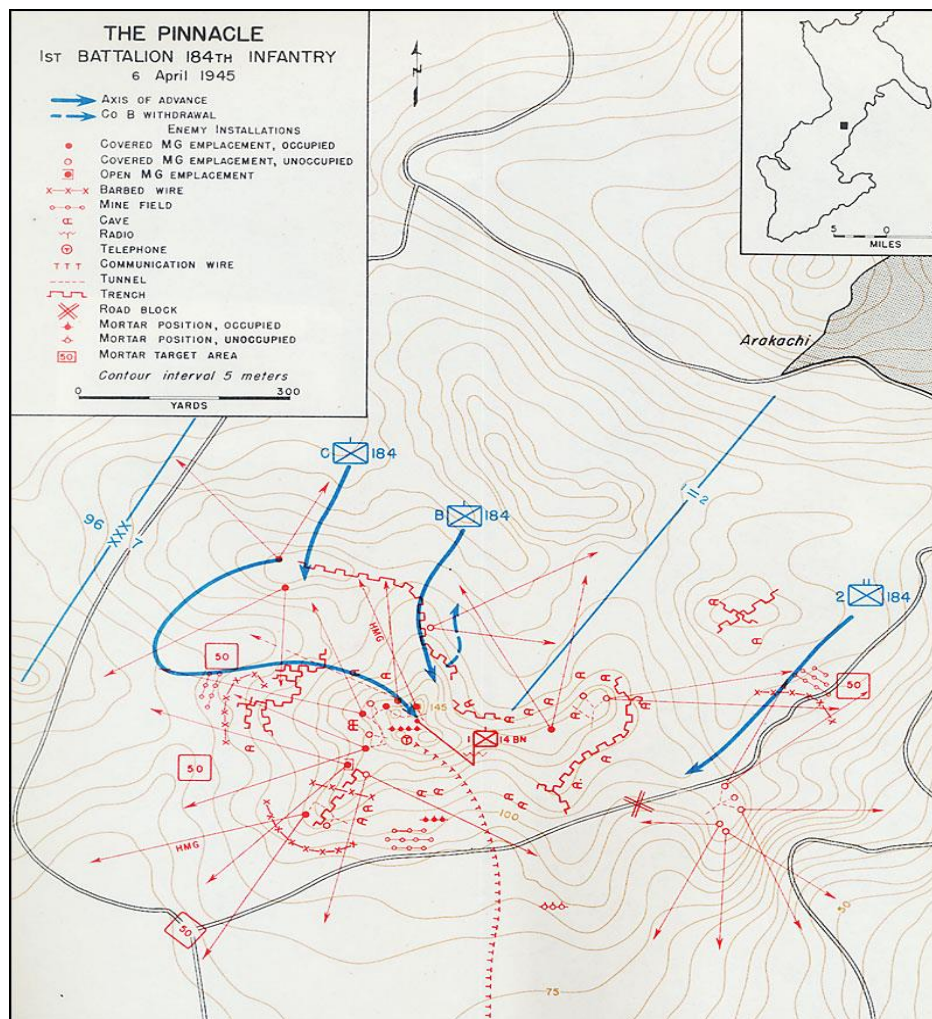 THE PINNACLE
1ST BATTALION 184TH INFANTRY
6 April 1945
AXIS OF ADVANCE
CO B WITHDRAWAL
ENEMY INSTALLATIONS
COVERED MG EMPLACEMENT, OCCUPIED
COVERED MG EMPLACEMENT, UNOCCUPIED
OPEN MG EMPLACEMENT
BARBED WIRE
MINE FIELD
CAVE
RADIO
TELEPHONE
COMMUNICATION WIRE
TUNNEL
TRENCH
ROAD BLOCK
MORTAR POSITION, OCCUPIED
MORTAR POSITION, UNOCCUPIED
50 MORTAR TARGET AREA
Contour interval 5 meters
0 300
YARDS
N
5 0
MILES
Arakachi
C 184
B 184
1 = 2
96 XXX 7
2 184
HMG
50
50
145
1 14 BN
50
100
HMG
50
50
75